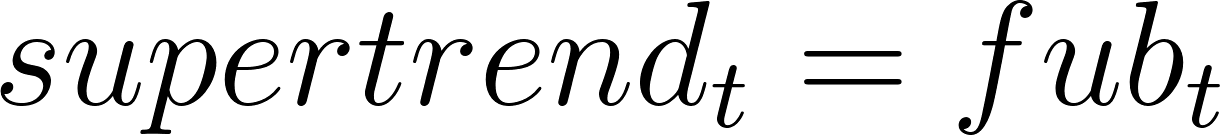 supertrend_t = fub_t